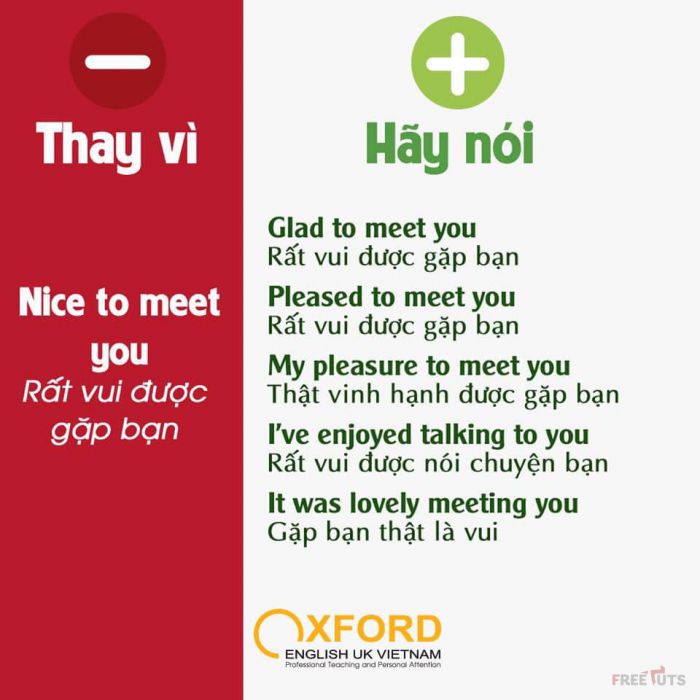 Thay vì
Nice to meet
you
Rất vui được
gặp bạn
Hãy nói
Glad to meet you
Rất vui được gặp bạn
Pleased to meet you
Rất vui được gặp bạn
My pleasure to meet you
Thật vinh hạnh được gặp bạn
I've enjoyed talking to you
Rất vui được nói chuyện bạn
It was lovely meeting you
Gặp bạn thật là vui
OXFORD
ENGLISH UK VIETNAM
Professional Teaching and Personal Attention
FREETUTS